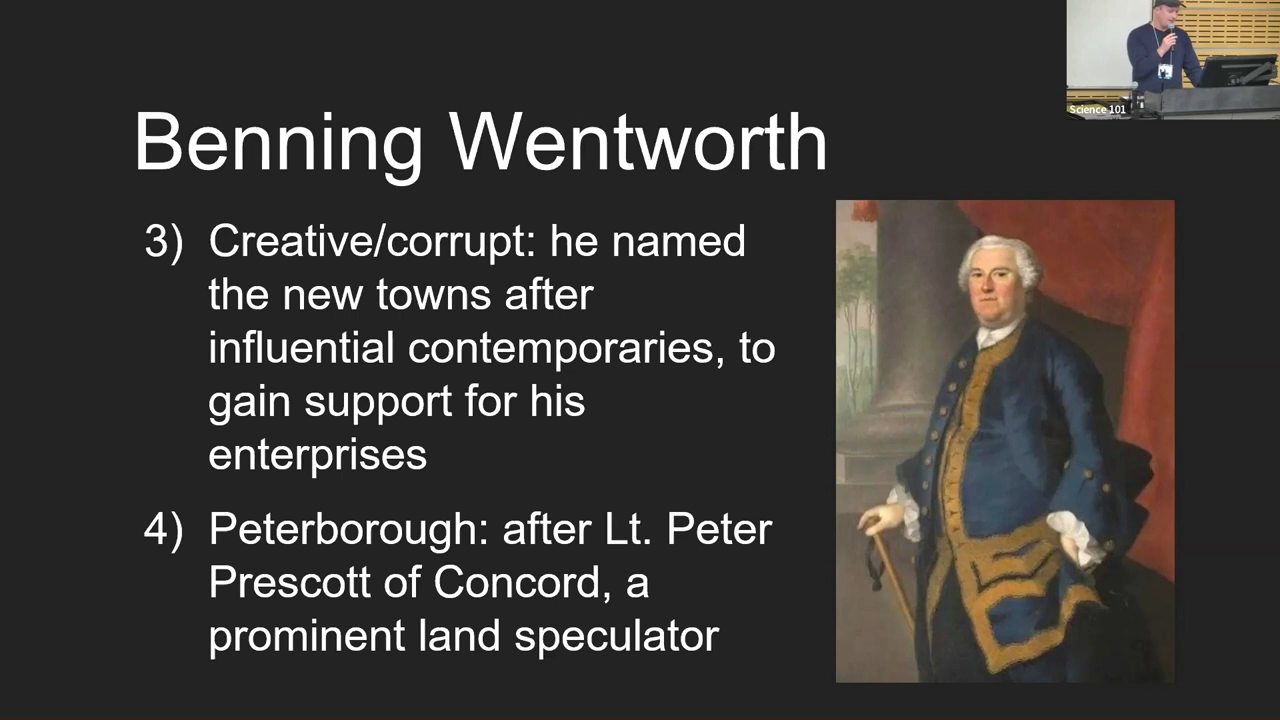 Science 101
Benning Wentworth
3) Creative/corrupt: he named
the new towns after
influential contemporaries, to
gain support for his
enterprises
4) Peterborough: after Lt. Peter
Prescott of Concord, a
prominent land speculator